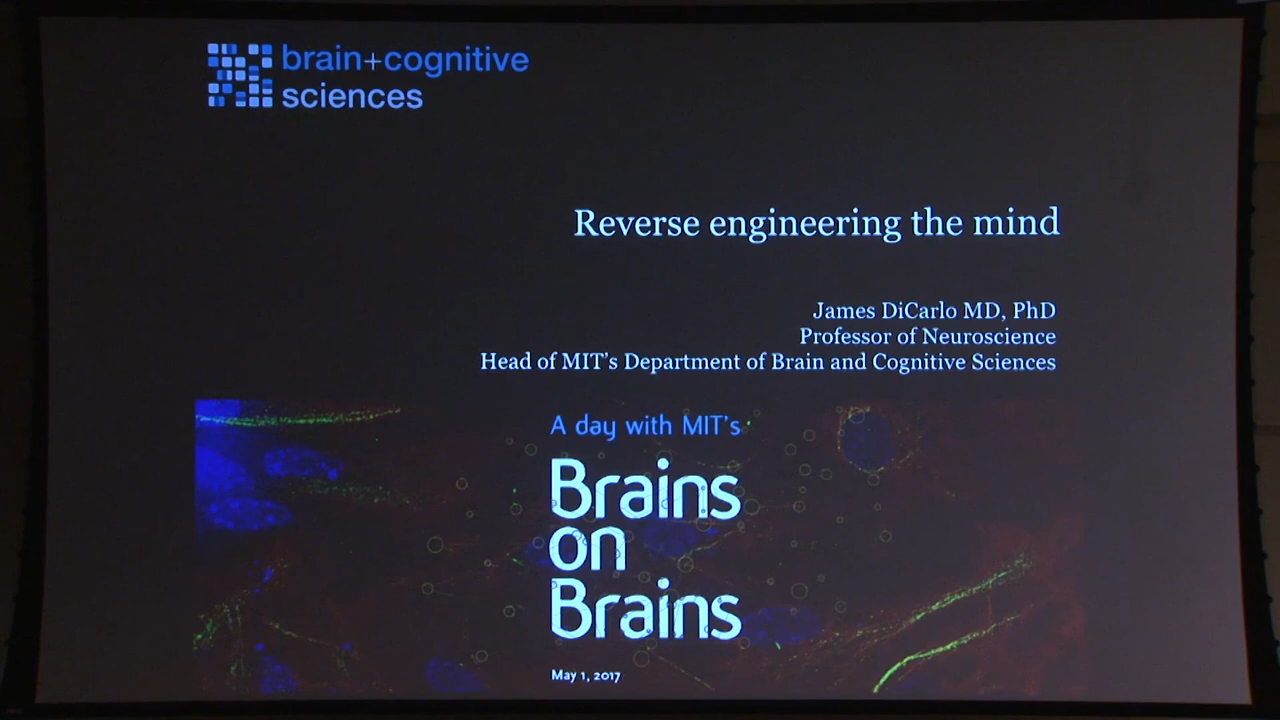 brain+cognitive
sciences
Reverse engineering the mind
James DiCarlo MD, PhD
Professor of Neuroscience
Head of MIT's Department of Brain and Cognitive Sciences
A day with MIT's
Brains
on
Brains
May 1, 2017